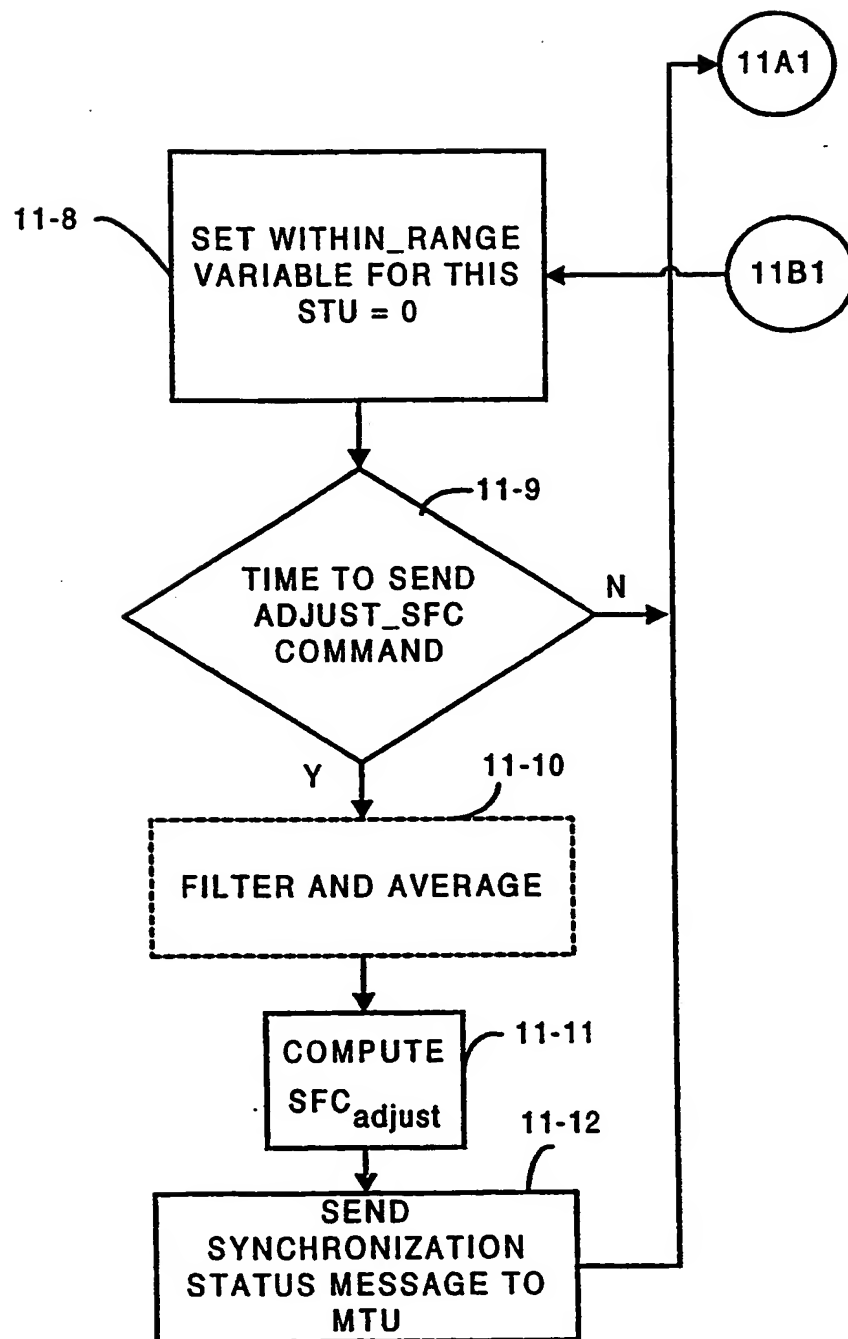 11A1
11-8
SET WITHIN_RANGE
VARIABLE FOR THIS
STU = 0
11B1
11-9
TIME TO SEND
ADJUST_SFC
COMMAND
N
Y
11-10
FILTER AND AVERAGE
11-11
COMPUTE
SFCadjust
11-12
SEND
SYNCHRONIZATION
STATUS MESSAGE TO
MTU